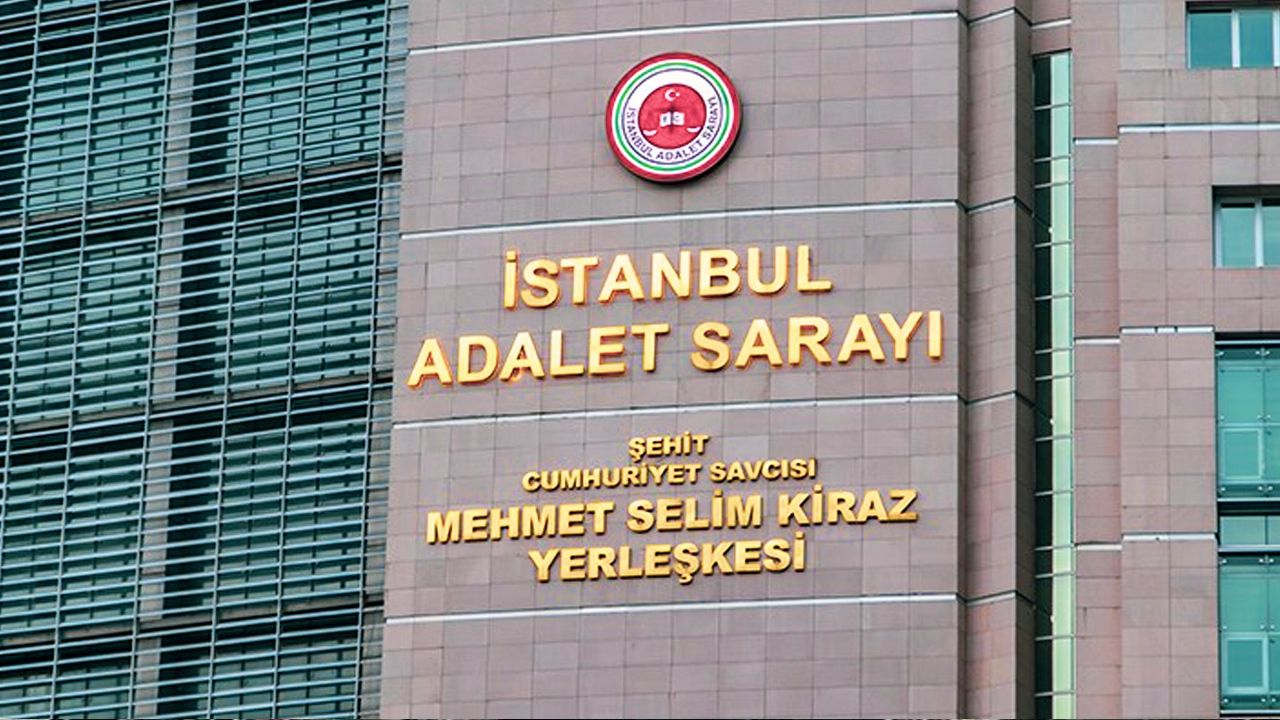 İSTANBUL ADALET SARAYI
İSTANBUL
ADALET SARAYI
ŞEHİT
CUMHURİYET SAVCISI
MEHMET SELİM KİRAZ
YERLEŞKESİ